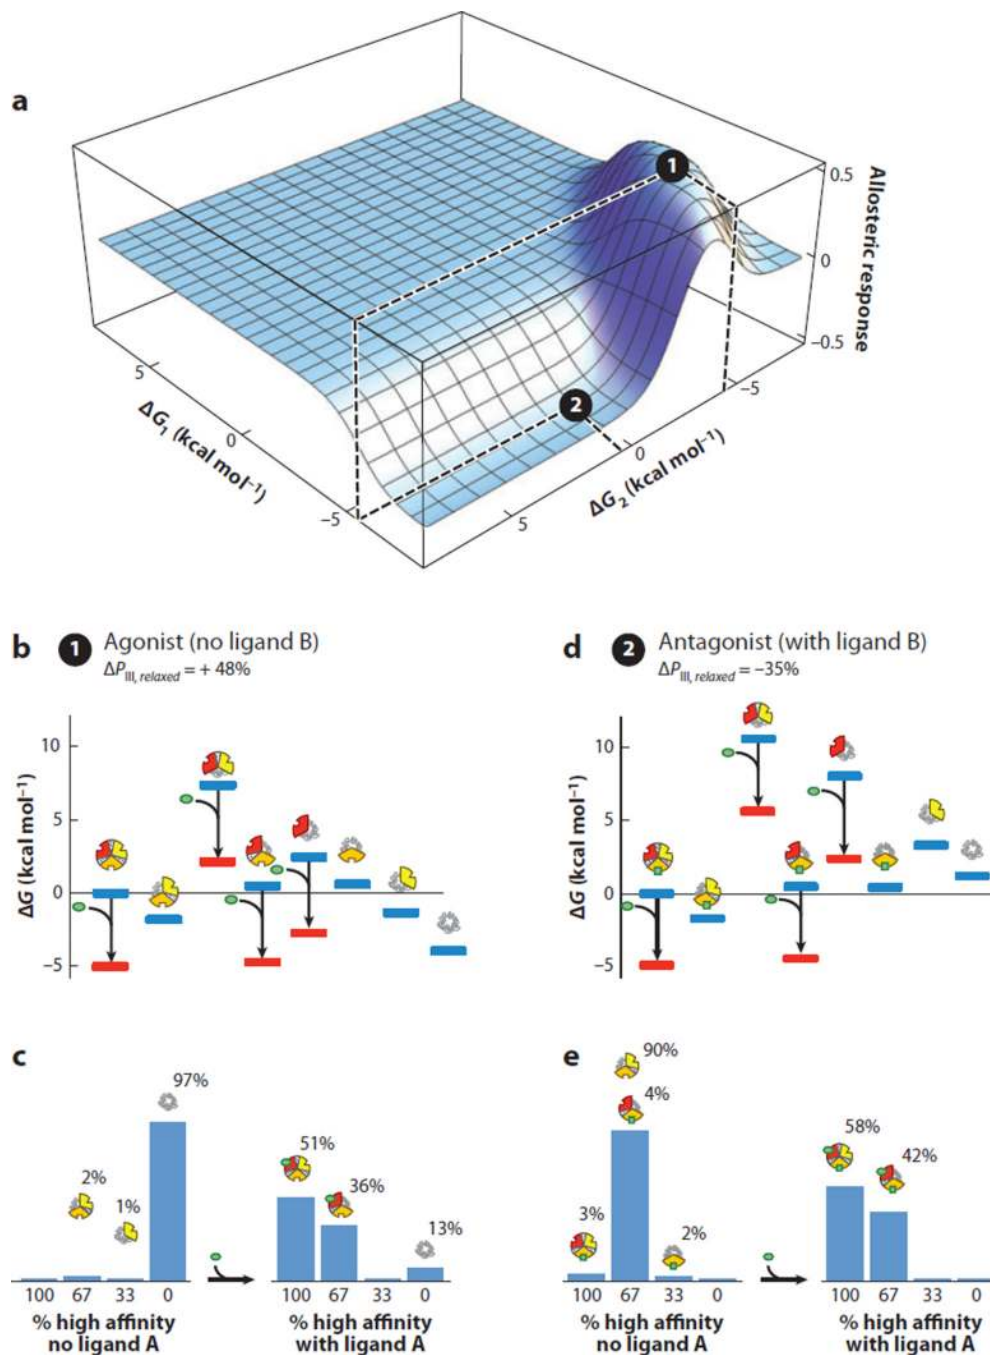 a
1
2
0.5
0
−0.5
Allosteric response
5
0
−5
ΔG1 (kcal mol−1)
5
0
−5
ΔG2 (kcal mol−1)
b
1 Agonist (no ligand B)
ΔPIII, relaxed = + 48%
ΔG (kcal mol−1)
10
5
0
−5
d
2 Antagonist (with ligand B)
ΔPIII, relaxed = −35%
ΔG (kcal mol−1)
10
5
0
−5
c
97%
2%
1%
100 67 33 0
% high affinity
no ligand A
51%
36%
13%
100 67 33 0
% high affinity
with ligand A
e
90%
4%
3%
2%
100 67 33 0
% high affinity
no ligand A
58%
42%
100 67 33 0
% high affinity
with ligand A